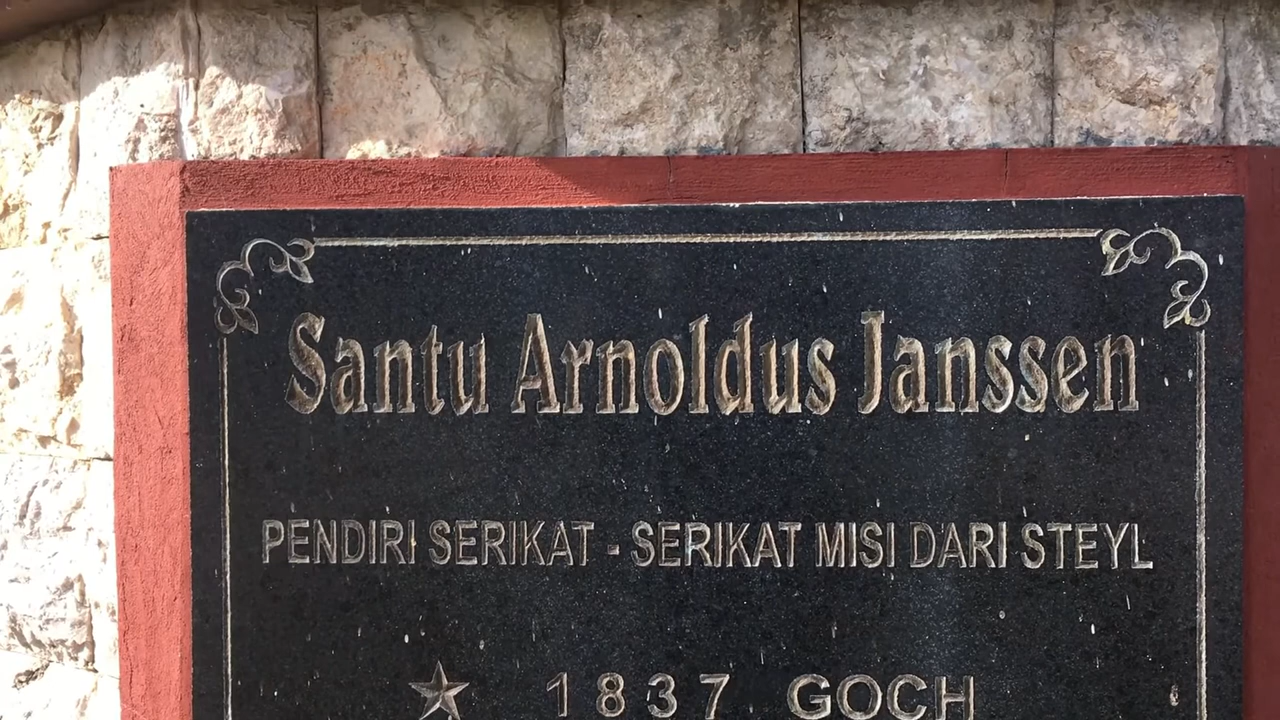 Santu Arnoldus Janssen
PENDIRI SERIKAT - SERIKAT MISI DARI STEYL
1837 GOCH